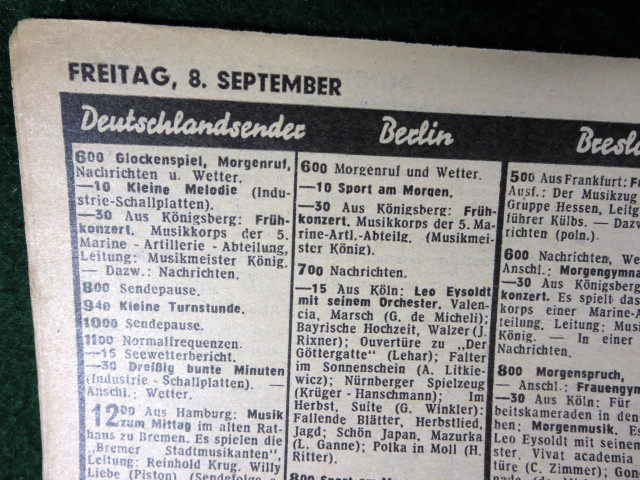 FREITAG, 8. SEPTEMBER
Deutschlandsender
600 Glockenspiel, Morgenruf,
Nachrichten u. Wetter.
—10 Kleine Melodie (Indu-
strie-Schallplatten).
—30 Aus Königsberg: Früh-
konzert. Musikkorps der 5.
Marine - Artillerie - Abteilung,
Leitung: Musikmeister König.
— Dazw.: Nachrichten.
800 Sendepause.
940 Kleine Turnstunde.
1000 Sendepause.
1100 Normalfrequenzen.
—15 Seewetterbericht.
—30 Dreißig bunte Minuten
(Industrie - Schallplatten). —
Anschl.: Wetter.
1200 Aus Hamburg: Musik
zum Mittag im alten Rat-
haus zu Bremen. Es spielen die
"Bremer Stadtmusikanten",
Leitung: Reinhold Krug. Willy
Liebe (Piston). (Sendefolge s.
Berlin
600 Morgenruf und Wetter.
—10 Sport am Morgen.
—30 Aus Königsberg: Früh-
konzert. Musikkorps der 5. Ma-
rine-Artl.-Abteilg. (Musikmei-
ster König).
700 Nachrichten.
—15 Aus Köln: Leo Eysoldt
mit seinem Orchester. Valen-
cia, Marsch (G. de Micheli);
Bayrische Hochzeit, Walzer (J.
Rixner); Ouvertüre zu „Der
Göttergatte" (Lehar); Falter
im Sonnenschein (A. Litkie-
wicz); Nürnberger Spielzeug
(Krüger - Hanschmann); Im
Herbst, Suite (G. Winkler):
Fallende Blätter, Herbstlied,
Jagd; Schön Japan, Mazurka
(L. Ganne); Polka in Moll (H.
Ritter).
Bresl
500 Aus Frankfurt:
Ausf.: Der Musikzug
Gruppe Hessen, Leitg
führer Külbs. — Dazw
richten (poln.).
600 Nachrichten, We
Anschl.: Morgengymn
—30 Aus Königsberg
konzert. Es spielt das
korps einer Marine-A
teilung, Leitung: Musi
König. — In einer
Nachrichten.
800 Morgenspruch,
— Anschl.: Frauengym
—30 Aus Köln: Für
beitskameraden in den
ben: Morgenmusik. Es
Leo Eysoldt mit seinem
ster. Vivat academia
türe (C. Zimmer); Gon